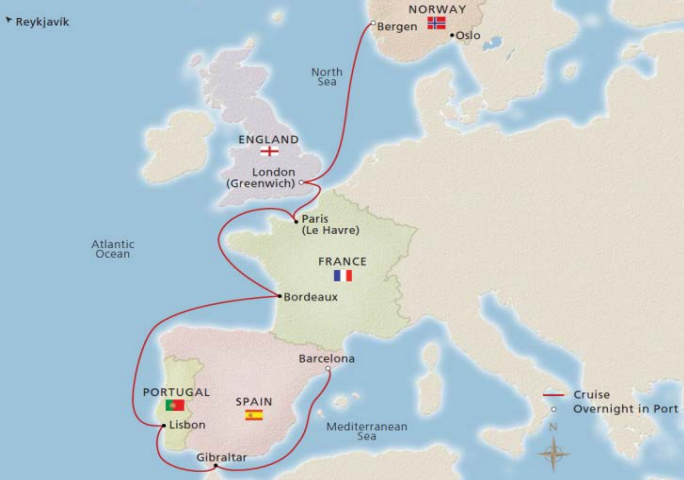 NORWAY
Reykjavík
Bergen
Oslo
North
Sea
ENGLAND
London
(Greenwich)
Paris
(Le Havre)
Atlantic
Ocean
FRANCE
Bordeaux
Barcelona
PORTUGAL
SPAIN
Cruise
Overnight in Port
Lisbon
Mediterranean
Sea
N
Gibraltar